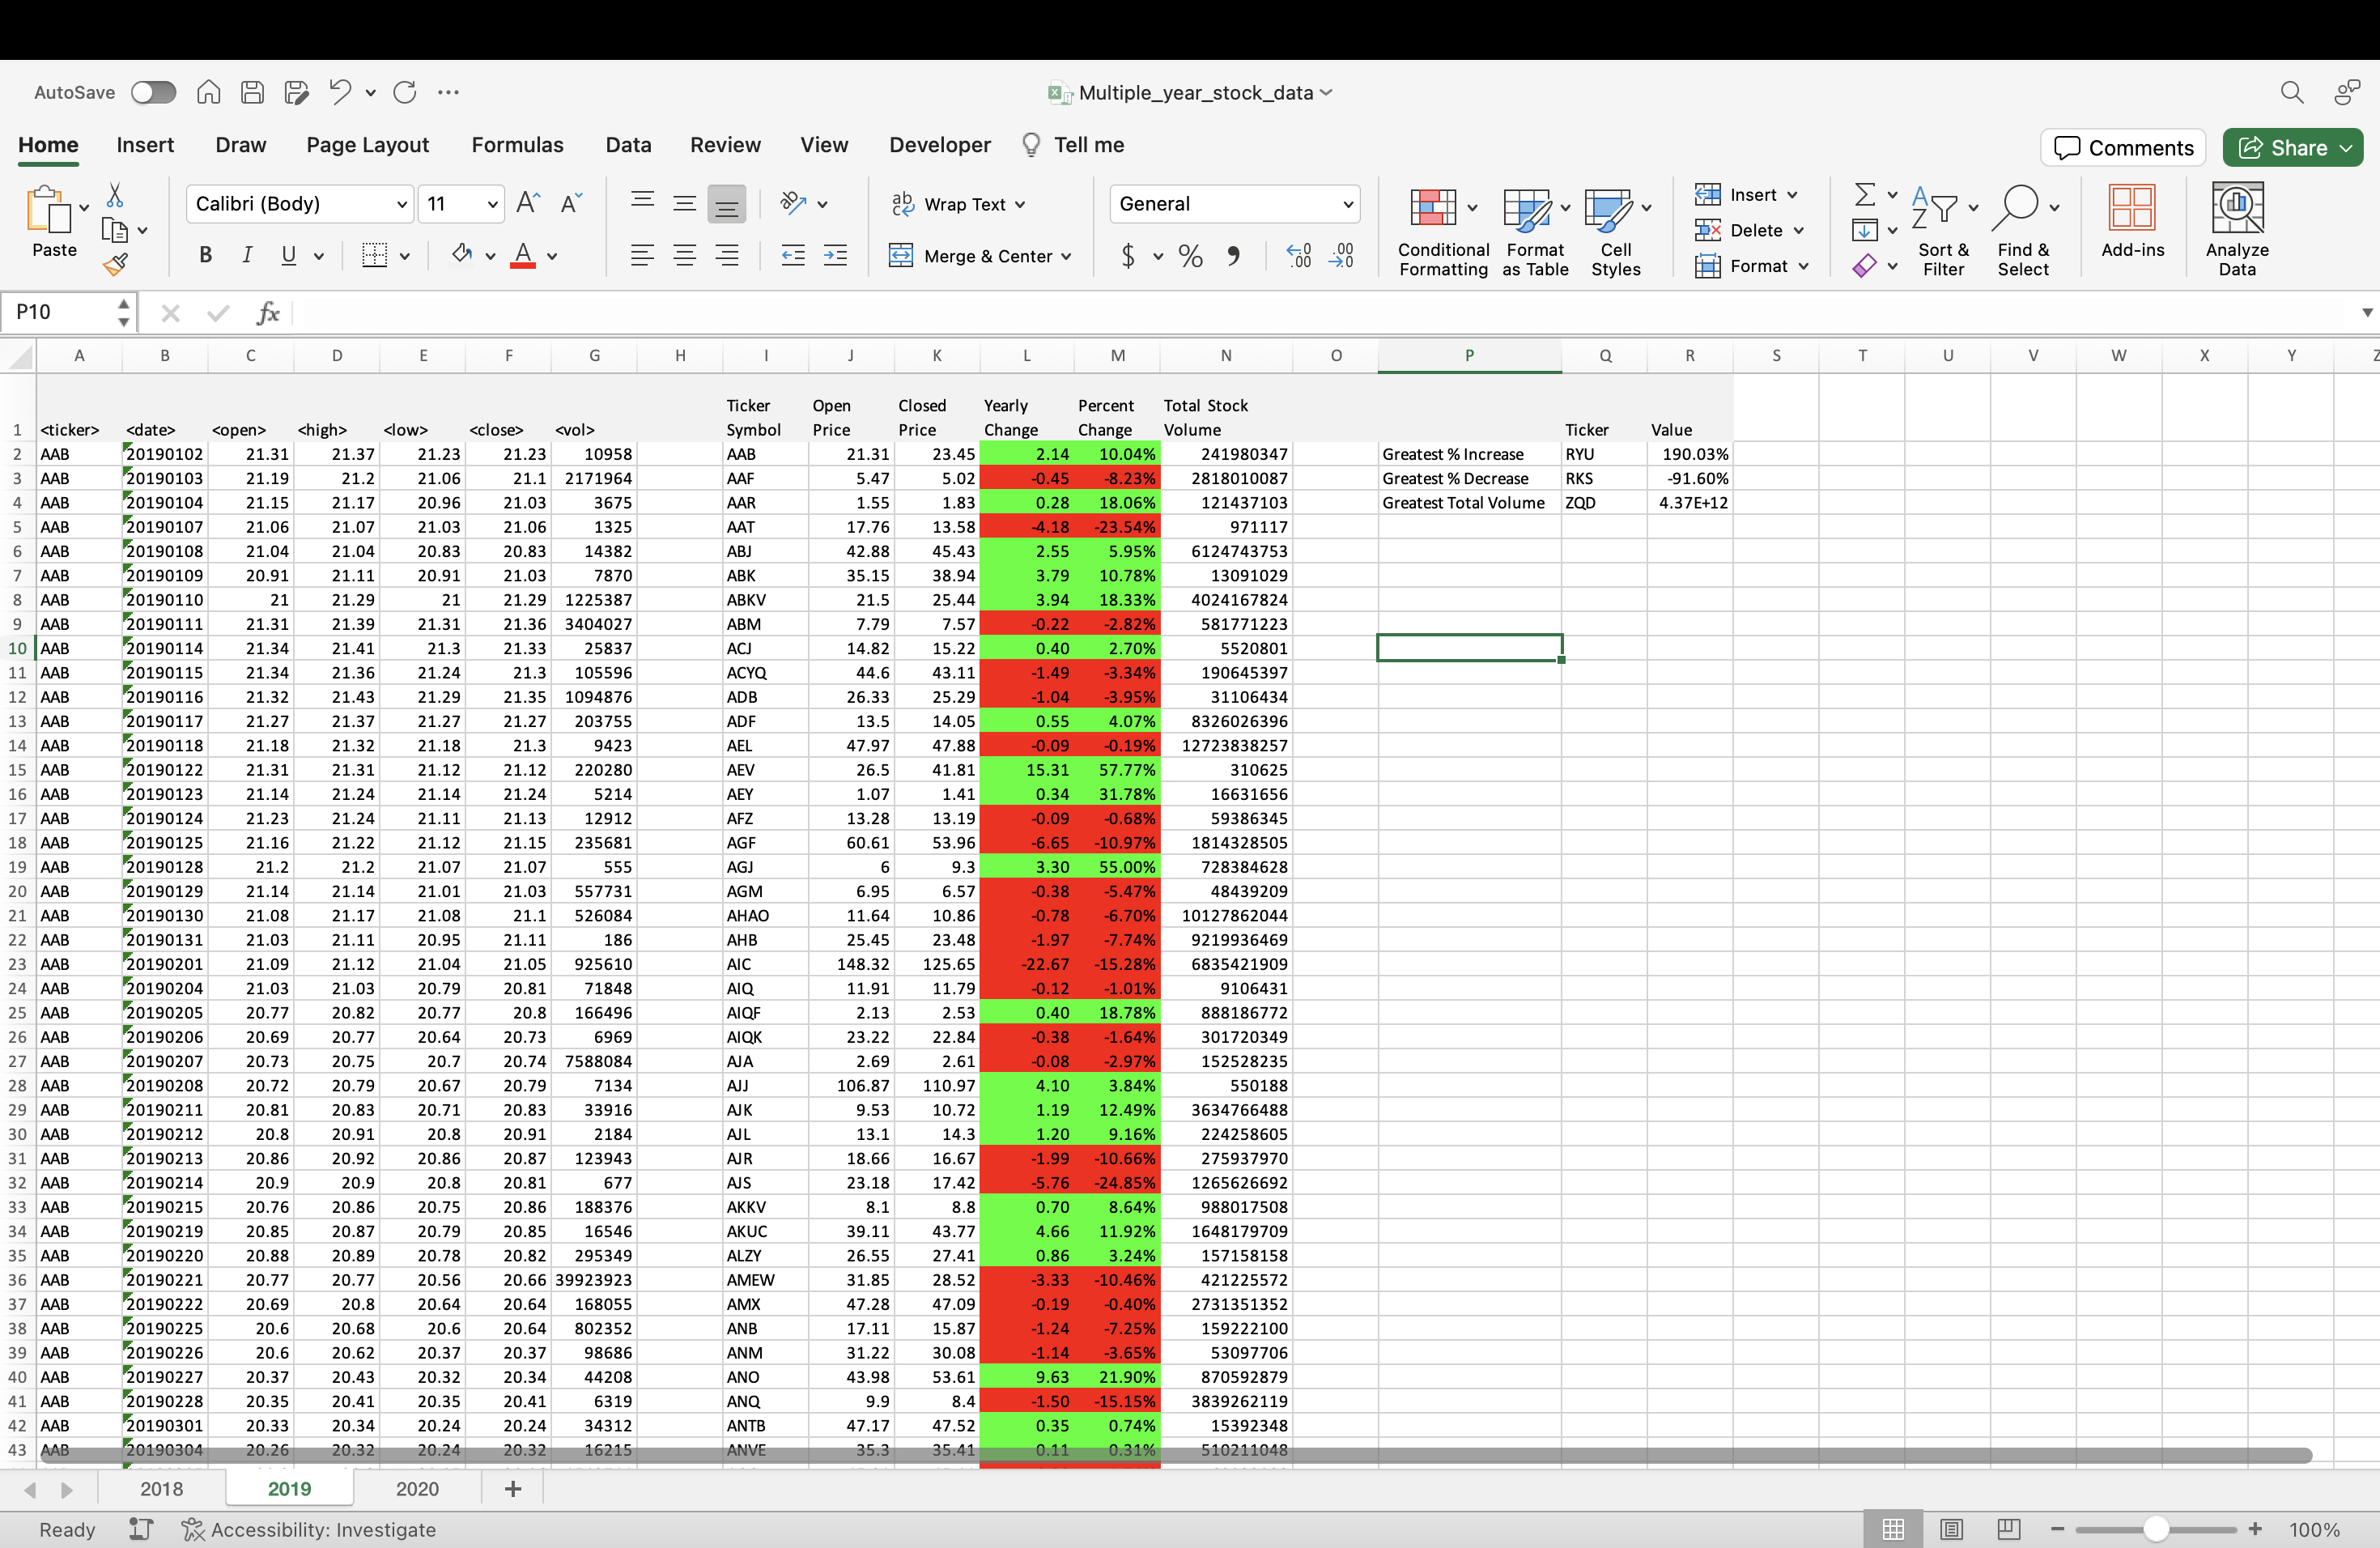 AutoSave
Multiple_year_stock_data
Home Insert Draw Page Layout Formulas Data Review View Developer Tell me Comments Share
Paste
Calibri (Body) 11
B I U
Wrap Text
Merge & Center
General
Conditional Formatting
Format as Table
Cell Styles
Insert
Delete
Format
Sort & Filter
Find & Select
Add-ins
Analyze Data
P10 fx
A B C D E F G H I J K L M N O P Q R S T U V W X Y Z
1 <ticker> <date> <open> <high> <low> <close> <vol> Ticker Symbol Open Price Closed Price Yearly Change Percent Change Total Stock Volume Ticker Value
2 AAB 20190102 21.31 21.37 21.23 21.23 10958 AAB 21.31 23.45 2.14 10.04% 241980347 Greatest % Increase RYU 190.03%
3 AAB 20190103 21.19 21.2 21.06 21.1 2171964 AAF 5.47 5.02 -0.45 -8.23% 2818010087 Greatest % Decrease RKS -91.60%
4 AAB 20190104 21.15 21.17 20.96 21.03 3675 AAR 1.55 1.83 0.28 18.06% 121437103 Greatest Total Volume ZQD 4.37E+12
5 AAB 20190107 21.06 21.07 21.03 21.06 1325 AAT 17.76 13.58 -4.18 -23.54% 971117
6 AAB 20190108 21.04 21.04 20.83 20.83 14382 ABJ 42.88 45.43 2.55 5.95% 6124743753
7 AAB 20190109 20.91 21.11 20.91 21.03 7870 ABK 35.15 38.94 3.79 10.78% 13091029
8 AAB 20190110 21 21.29 21 21.29 1225387 ABKV 21.5 25.44 3.94 18.33% 4024167824
9 AAB 20190111 21.31 21.39 21.31 21.36 3404027 ABM 7.79 7.57 -0.22 -2.82% 581771223
10 AAB 20190114 21.34 21.41 21.3 21.33 25837 ACJ 14.82 15.22 0.40 2.70% 5520801
11 AAB 20190115 21.34 21.36 21.24 21.3 105596 ACYQ 44.6 43.11 -1.49 -3.34% 190645397
12 AAB 20190116 21.32 21.43 21.29 21.35 1094876 ADB 26.33 25.29 -1.04 -3.95% 31106434
13 AAB 20190117 21.27 21.37 21.27 21.27 203755 ADF 13.5 14.05 0.55 4.07% 8326026396
14 AAB 20190118 21.18 21.32 21.18 21.3 9423 AEL 47.97 47.88 -0.09 -0.19% 12723838257
15 AAB 20190122 21.31 21.31 21.12 21.12 220280 AEV 26.5 41.81 15.31 57.77% 310625
16 AAB 20190123 21.14 21.24 21.14 21.24 5214 AEY 1.07 1.41 0.34 31.78% 16631656
17 AAB 20190124 21.23 21.24 21.11 21.13 12912 AFZ 13.28 13.19 -0.09 -0.68% 59386345
18 AAB 20190125 21.16 21.22 21.12 21.15 235681 AGF 60.61 53.96 -6.65 -10.97% 1814328505
19 AAB 20190128 21.2 21.2 21.07 21.07 555 AGJ 6 9.3 3.30 55.00% 728384628
20 AAB 20190129 21.14 21.14 21.01 21.03 557731 AGM 6.95 6.57 -0.38 -5.47% 48439209
21 AAB 20190130 21.08 21.17 21.08 21.1 526084 AHAO 11.64 10.86 -0.78 -6.70% 10127862044
22 AAB 20190131 21.03 21.11 20.95 21.11 186 AHB 25.45 23.48 -1.97 -7.74% 9219936469
23 AAB 20190201 21.09 21.12 21.04 21.05 925610 AIC 148.32 125.65 -22.67 -15.28% 6835421909
24 AAB 20190204 21.03 21.03 20.79 20.81 71848 AIQ 11.91 11.79 -0.12 -1.01% 9106431
25 AAB 20190205 20.77 20.82 20.77 20.8 166496 AIQF 2.13 2.53 0.40 18.78% 888186772
26 AAB 20190206 20.69 20.77 20.64 20.73 6969 AIQK 23.22 22.84 -0.38 -1.64% 301720349
27 AAB 20190207 20.73 20.75 20.7 20.74 7588084 AJA 2.69 2.61 -0.08 -2.97% 152528235
28 AAB 20190208 20.72 20.79 20.67 20.79 7134 AJJ 106.87 110.97 4.10 3.84% 550188
29 AAB 20190211 20.81 20.83 20.71 20.83 33916 AJK 9.53 10.72 1.19 12.49% 3634766488
30 AAB 20190212 20.8 20.91 20.8 20.91 2184 AJL 13.1 14.3 1.20 9.16% 224258605
31 AAB 20190213 20.86 20.92 20.86 20.87 123943 AJR 18.66 16.67 -1.99 -10.66% 275937970
32 AAB 20190214 20.9 20.9 20.8 20.81 677 AJS 23.18 17.42 -5.76 -24.85% 1265626692
33 AAB 20190215 20.76 20.86 20.75 20.86 188376 AKKV 8.1 8.8 0.70 8.64% 988017508
34 AAB 20190219 20.85 20.87 20.79 20.85 16546 AKUC 39.11 43.77 4.66 11.92% 1648179709
35 AAB 20190220 20.88 20.89 20.78 20.82 295349 ALZY 26.55 27.41 0.86 3.24% 157158158
36 AAB 20190221 20.77 20.77 20.56 20.66 39923923 AMEW 31.85 28.52 -3.33 -10.46% 421225572
37 AAB 20190222 20.69 20.8 20.64 20.64 168055 AMX 47.28 47.09 -0.19 -0.40% 2731351352
38 AAB 20190225 20.6 20.68 20.6 20.64 802352 ANB 17.11 15.87 -1.24 -7.25% 159222100
39 AAB 20190226 20.6 20.62 20.37 20.37 98686 ANM 31.22 30.08 -1.14 -3.65% 53097706
40 AAB 20190227 20.37 20.43 20.32 20.34 44208 ANO 43.98 53.61 9.63 21.90% 870592879
41 AAB 20190228 20.35 20.41 20.35 20.41 6319 ANQ 9.9 8.4 -1.50 -15.15% 3839262119
42 AAB 20190301 20.33 20.34 20.24 20.24 34312 ANTB 47.17 47.52 0.35 0.74% 15392348
43 AAB 20190304 20.26 20.32 20.24 20.32 16215 ANVE 35.3 35.41 0.11 0.31% 510211048
2018 2019 2020 +
Ready Accessibility: Investigate 100%